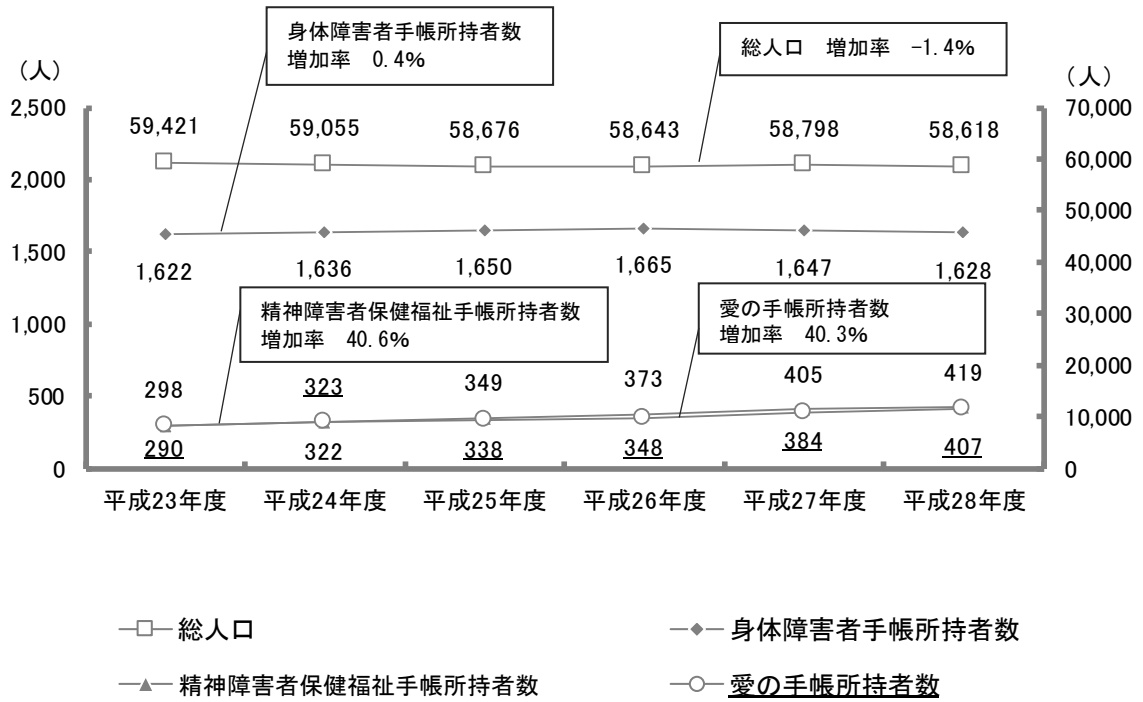 身体障害者手帳所持者数
増加率　0.4%
総人口　増加率　-1.4%
（人）
（人）
2,500
70,000
59,421　59,055　58,676　58,643　58,798　58,618
60,000
2,000
50,000
1,500
40,000
1,622　1,636　1,650　1,665　1,647　1,628
精神障害者保健福祉手帳所持者数
増加率　40.6%
愛の手帳所持者数
増加率　40.3%
1,000
30,000
20,000
298　323　349　373　405　419
500
10,000
290　322　338　348　384　407
0
0
平成23年度　平成24年度　平成25年度　平成26年度　平成27年度　平成28年度
総人口　身体障害者手帳所持者数
精神障害者保健福祉手帳所持者数　愛の手帳所持者数